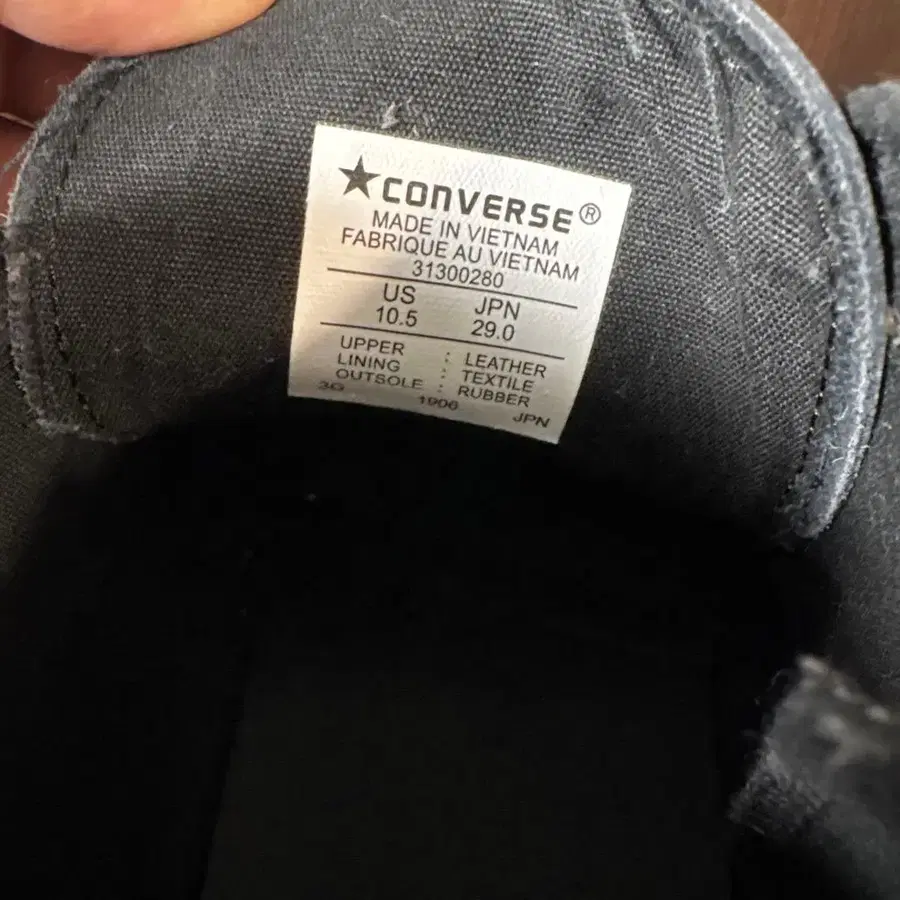 ★CONVERSE®
MADE IN VIETNAM
FABRIQUE AU VIETNAM
31300280
US JPN
10.5 29.0
UPPER : LEATHER
LINING : TEXTILE
OUTSOLE : RUBBER
3G 1906 JPN